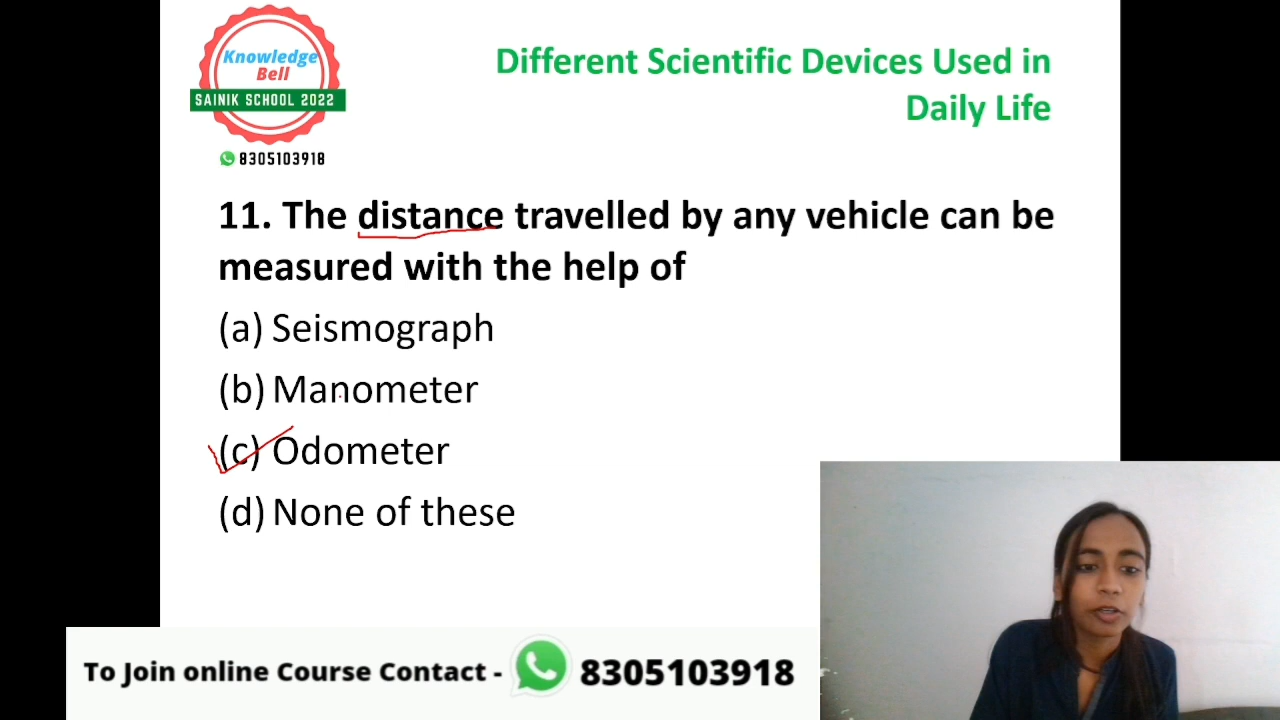 Knowledge
Bell
SAINIK SCHOOL 2022
8305103918
Different Scientific Devices Used in
Daily Life
11. The distance travelled by any vehicle can be
measured with the help of
(a) Seismograph
(b) Manometer
(c) Odometer
(d) None of these
To Join online Course Contact - 8305103918